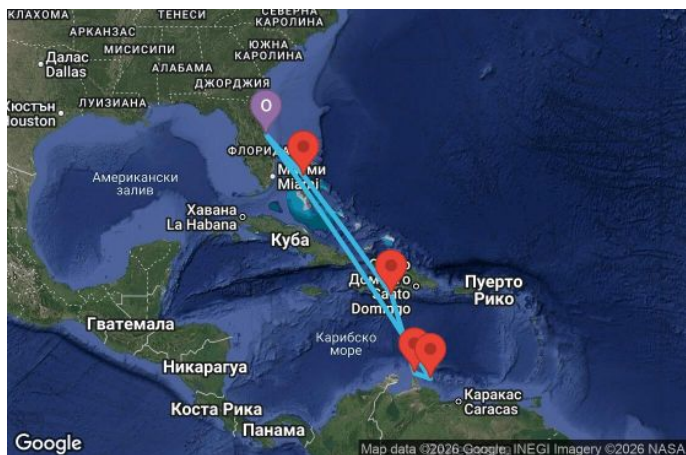 КЛАХОМА
ТЕНЕСИ
СЕВЕРНА
КАРОЛИНА
АРКАНЗАС
МИСИСИПИ
ЮЖНА
КАРОЛИНА
Далас
Dallas
АЛАБАМА
ДЖОРДЖИЯ
ЛУИЗИАНА
Хюстън
Houston
O
ФЛОРИДА
Miami
Американски
залив
Хавана
La Habana
Куба
Santo
Domingo
Пуерто
Рико
Гватемала
Карибско
море
Никарагуа
Каракас
Caracas
Коста Рика
Панама
Google
Map data ©2026 Google, INEGI Imagery ©2026 NASA